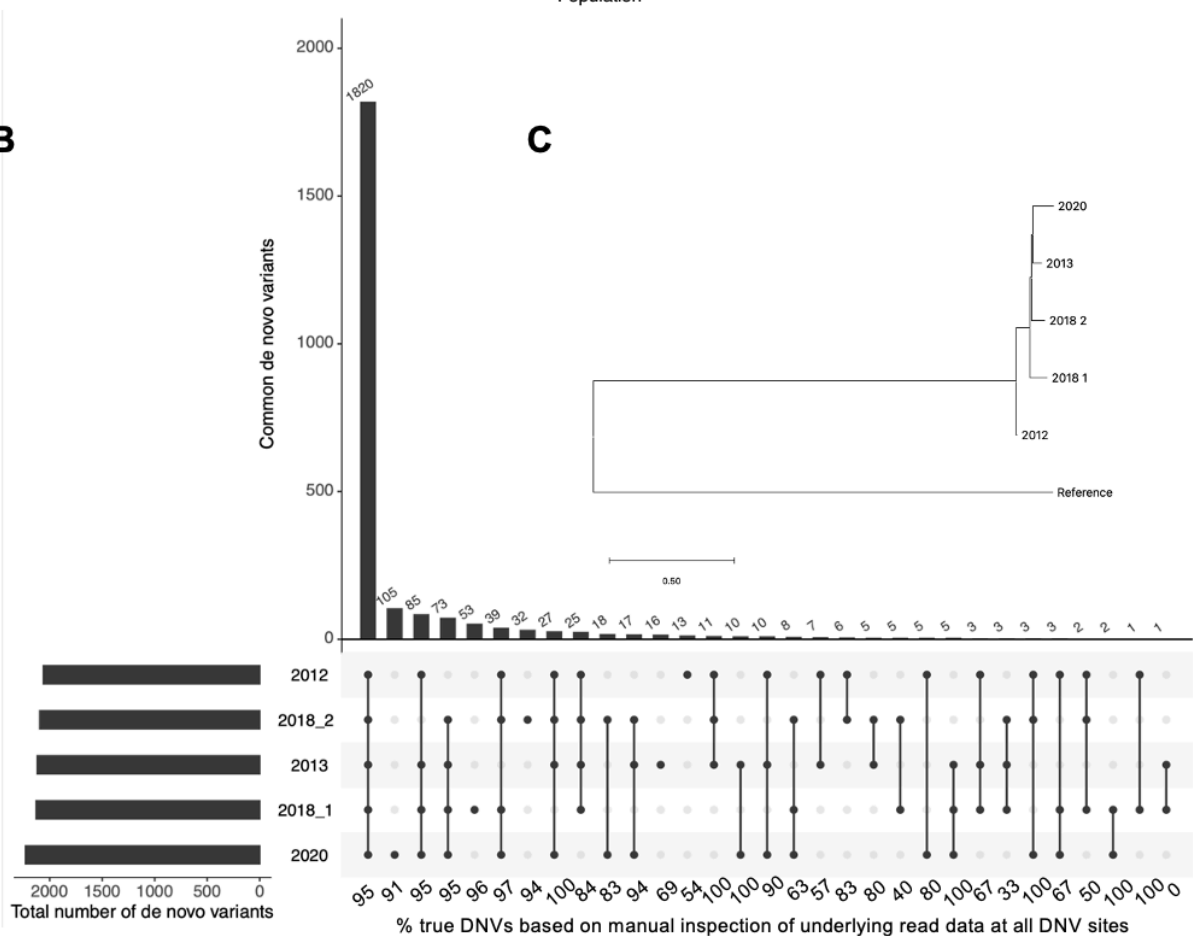 2000
1820
B
C
1500
2020
2013
2018 2
2018 1
2012
Reference
Common de novo variants
1000
500
0.50
105 85 73 53 39 32 27 25 18 17 16 13 11 10 10 8 7 6 5 5 5 5 3 3 3 3 2 2 1 1
0
2012
2018_2
2013
2018_1
2020
2000 1500 1000 500 0
Total number of de novo variants
95 91 95 95 96 97 94 100 84 83 94 69 54 100 100 90 63 57 83 80 40 80 100 67 33 100 67 50 100 100 0
% true DNVs based on manual inspection of underlying read data at all DNV sites